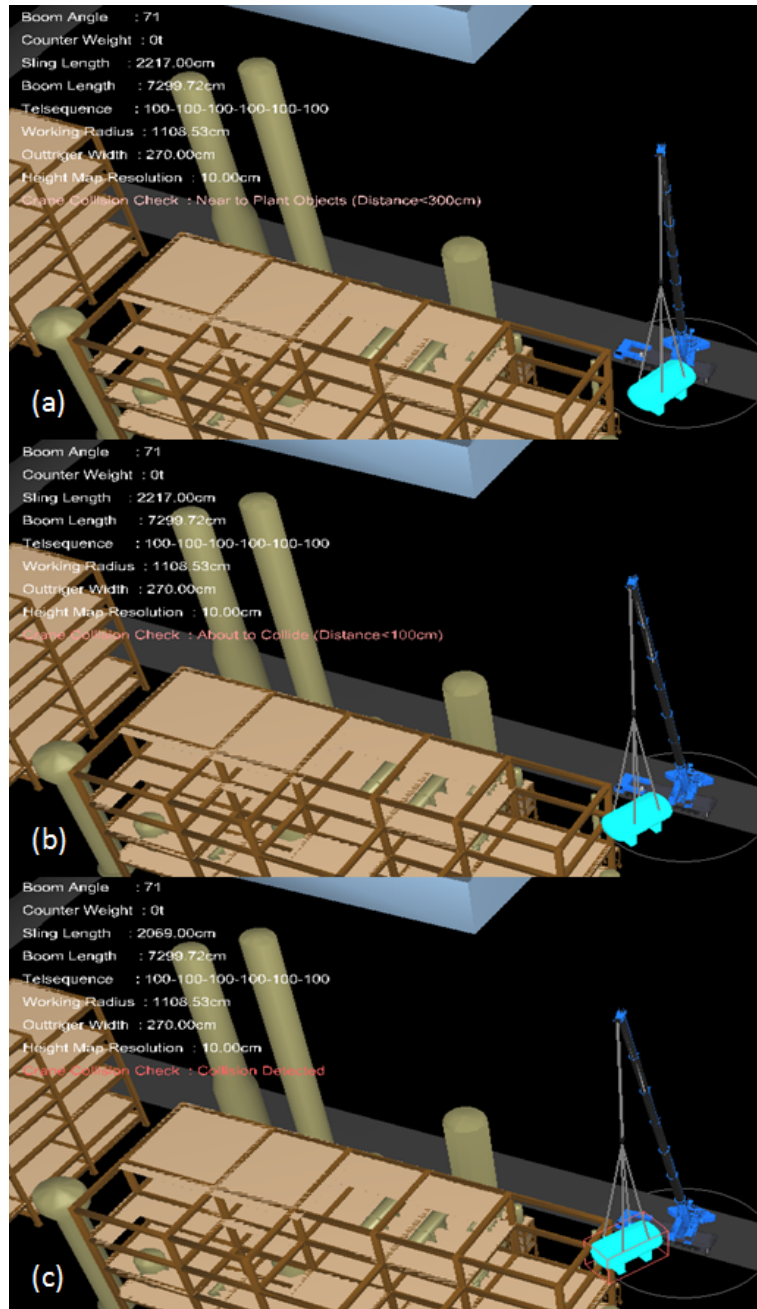 Boom Angle : 71
Counter Weight : 0t
Sling Length : 2217.00cm
Boom Length : 7299.72cm
Telsequence : 100-100-100-100-100-100
Working Radius : 1108.53cm
Outtriger Width : 270.00cm
Height Map Resolution : 10.00cm
Crane Collision Check : Near to Plant Objects (Distance<300cm)
(a)
Boom Angle : 71
Counter Weight : 0t
Sling Length : 2217.00cm
Boom Length : 7299.72cm
Telsequence : 100-100-100-100-100-100
Working Radius : 1108.53cm
Outtriger Width : 270.00cm
Height Map Resolution : 10.00cm
Crane Collision Check : About to Collide (Distance<100cm)
(b)
Boom Angle : 71
Counter Weight : 0t
Sling Length : 2069.00cm
Boom Length : 7299.72cm
Telsequence : 100-100-100-100-100-100
Working Radius : 1108.53cm
Outtriger Width : 270.00cm
Height Map Resolution : 10.00cm
Crane Collision Check : Collision Detected
(c)